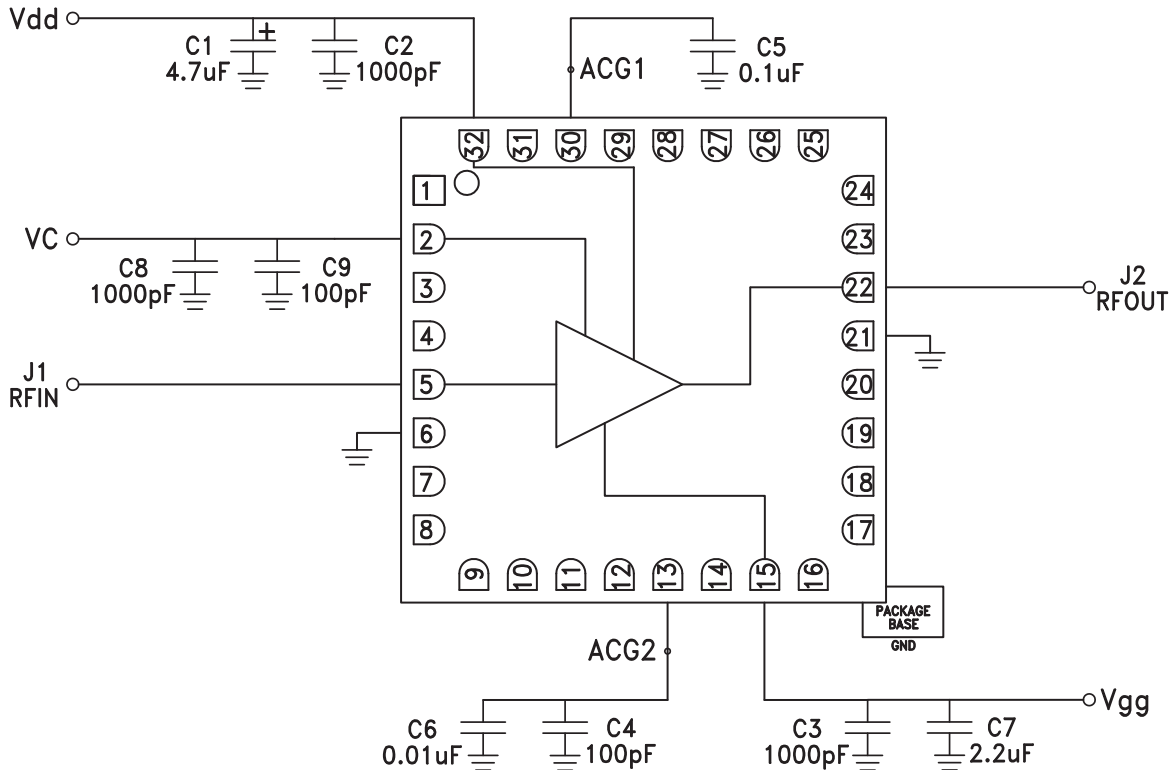 Vdd
C1
4.7uF
+
C2
1000pF
ACG1
C5
0.1uF
32
31
30
29
28
27
26
25
1
2
3
4
5
6
7
8
24
23
22
21
20
19
18
17
VC
C8
1000pF
C9
100pF
J1
RFIN
J2
RFOUT
9
10
11
12
13
14
15
16
PACKAGE
BASE
GND
ACG2
C6
0.01uF
C4
100pF
C3
1000pF
C7
2.2uF
Vgg